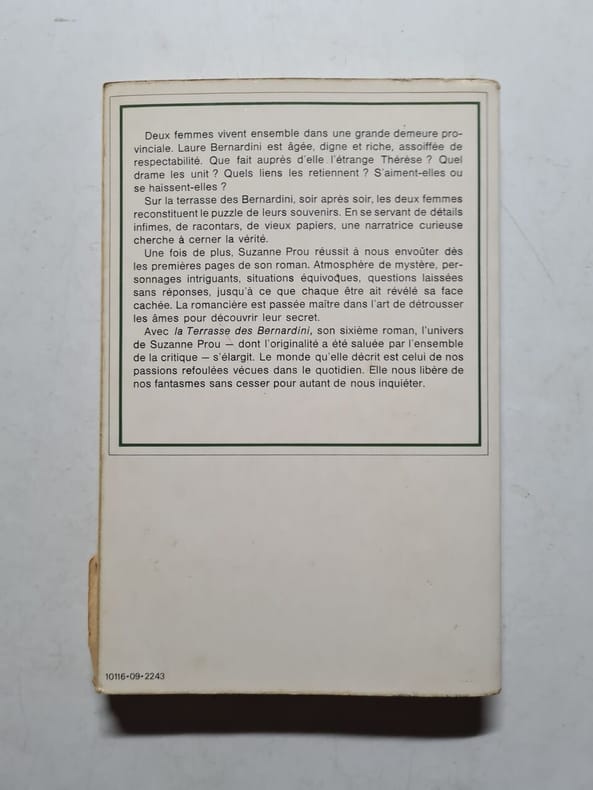 Deux femmes vivent ensemble dans une grande demeure pro-
vinciale. Laure Bernardini est âgée, digne et riche, assoiffée de
respectabilité. Que fait auprès d'elle l'étrange Thérèse ? Quel
drame les unit ? Quels liens les retiennent ? S'aiment-elles ou
se haissent-elles ?
Sur la terrasse des Bernardini, soir après soir, les deux femmes
reconstituent le puzzle de leurs souvenirs. En se servant de détails
infimes, de racontars, de vieux papiers, une narratrice curieuse
cherche à cerner la vérité.
Une fois de plus, Suzanne Prou réussit à nous envoûter dès
les premières pages de son roman. Atmosphère de mystère, per-
sonnages intriguants, situations équivoques, questions laissées
sans réponses, jusqu'à ce que chaque être ait révélé sa face
cachée. La romancière est passée maître dans l'art de détrousser
les âmes pour découvrir leur secret.
Avec la Terrasse des Bernardini, son sixième roman, l'univers
de Suzanne Prou — dont l'originalité a été saluée par l'ensemble
de la critique — s'élargit. Le monde qu'elle décrit est celui de nos
passions refoulées vécues dans le quotidien. Elle nous libère de
nos fantasmes sans cesser pour autant de nous inquiéter.
10116-09-2243